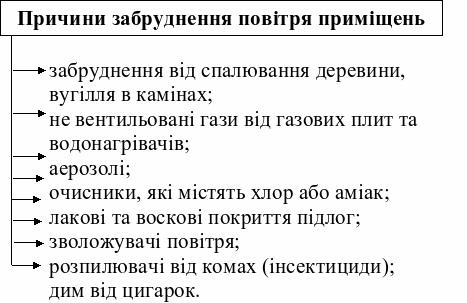 Причини забруднення повітря приміщень
забруднення від спалювання деревини,
вугілля в камінах;
не вентильовані гази від газових плит та
водонагрівачів;
аерозолі;
очисники, які містять хлор або аміак;
лакові та воскові покриття підлог;
зволожувачі повітря;
розпилювачі від комах (інсектициди);
дим від цигарок.